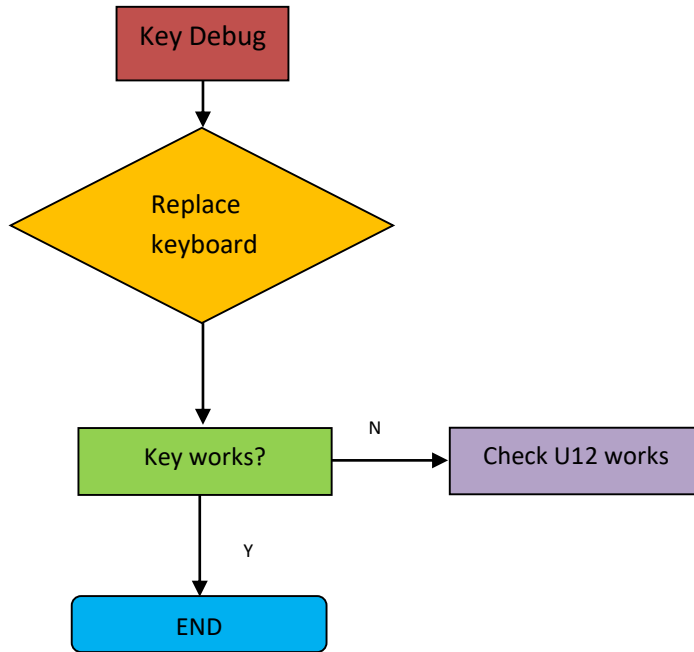 Key Debug
Replace
keyboard
Key works?
N
Check U12 works
Y
END